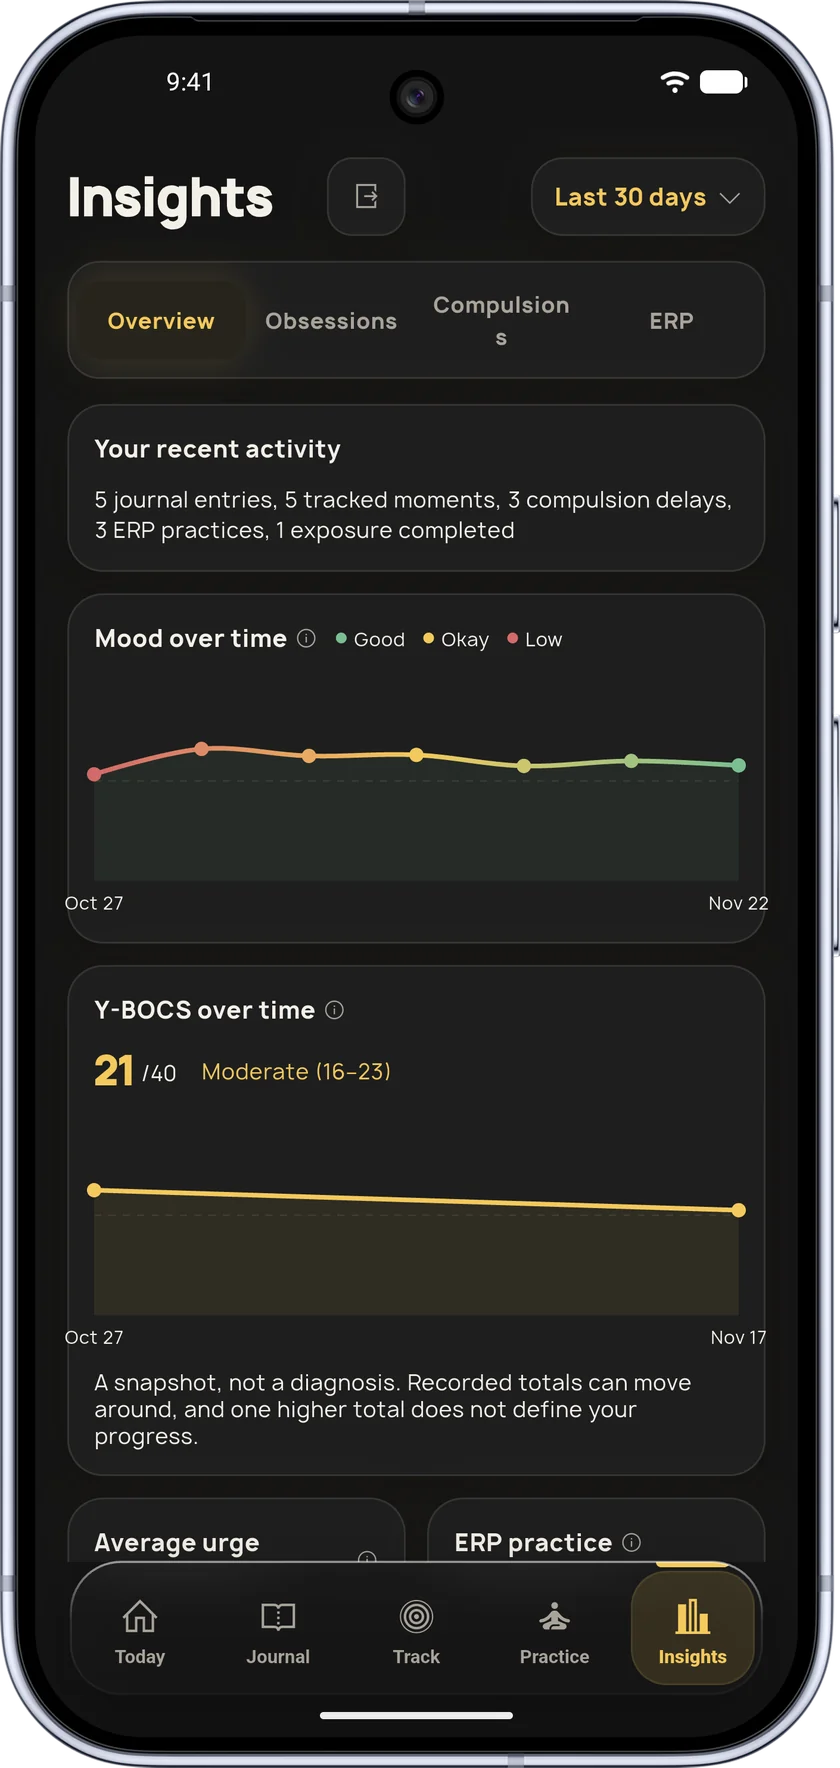 9:41
Insights
Last 30 days
Overview
Obsessions
Compulsion
s
ERP
Your recent activity
5 journal entries, 5 tracked moments, 3 compulsion delays,
3 ERP practices, 1 exposure completed
Mood over time
Good
Okay
Low
Oct 27
Nov 22
Y-BOCS over time
21 /40 Moderate (16–23)
Oct 27
Nov 17
A snapshot, not a diagnosis. Recorded totals can move
around, and one higher total does not define your
progress.
Average urge
ERP practice
Today
Journal
Track
Practice
Insights